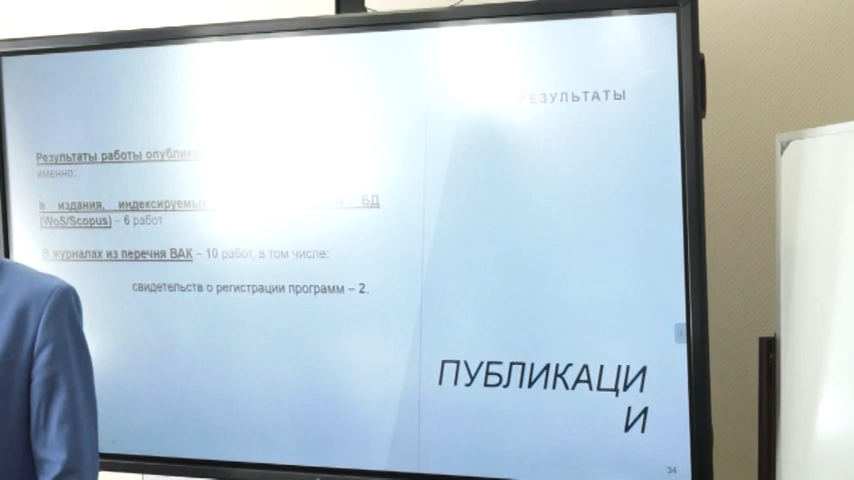 РЕЗУЛЬТАТЫ
Результаты работы
именно:
в издания, индексируемых БД
(WoS/Scopus) – 6 работ
В журналах из перечня ВАК – 10 работ, в том числе:
свидетельств о регистрации программ – 2.
ПУБЛИКАЦИ
И
34